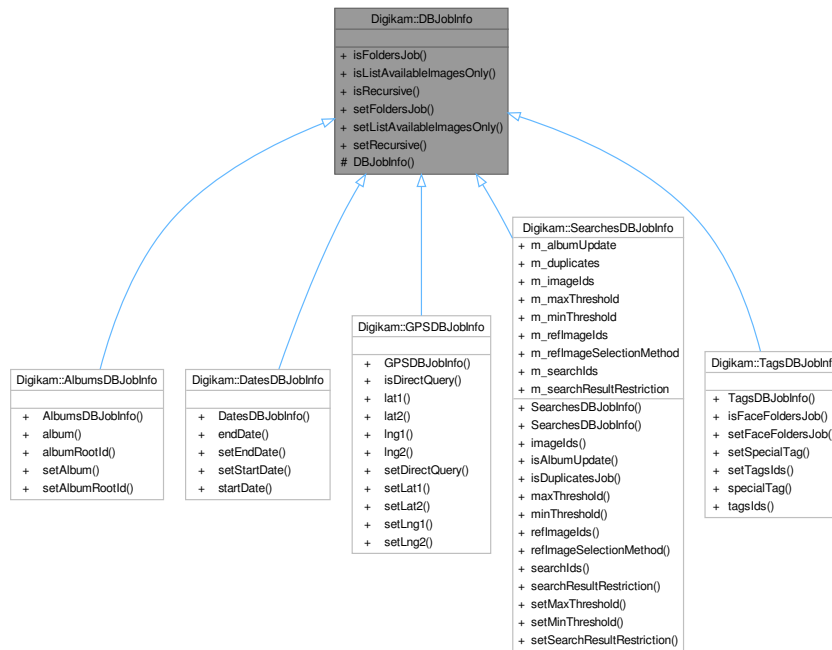 Digikam::DBJobInfo
+ isFoldersJob()
+ isListAvailableImagesOnly()
+ isRecursive()
+ setFoldersJob()
+ setListAvailableImagesOnly()
+ setRecursive()
# DBJobInfo()
Digikam::AlbumsDBJobInfo
+ AlbumsDBJobInfo()
+ album()
+ albumRootId()
+ setAlbum()
+ setAlbumRootId()
Digikam::DatesDBJobInfo
+ DatesDBJobInfo()
+ endDate()
+ setEndDate()
+ setStartDate()
+ startDate()
Digikam::GPSDBJobInfo
+ GPSDBJobInfo()
+ isDirectQuery()
+ lat1()
+ lat2()
+ lng1()
+ lng2()
+ setDirectQuery()
+ setLat1()
+ setLat2()
+ setLng1()
+ setLng2()
Digikam::SearchesDBJobInfo
+ m_albumUpdate
+ m_duplicates
+ m_imageIds
+ m_maxThreshold
+ m_minThreshold
+ m_refImageIds
+ m_refImageSelectionMethod
+ m_searchIds
+ m_searchResultRestriction
+ SearchesDBJobInfo()
+ SearchesDBJobInfo()
+ imageIds()
+ isAlbumUpdate()
+ isDuplicatesJob()
+ maxThreshold()
+ minThreshold()
+ refImageIds()
+ refImageSelectionMethod()
+ searchIds()
+ searchResultRestriction()
+ setMaxThreshold()
+ setMinThreshold()
+ setSearchResultRestriction()
Digikam::TagsDBJobInfo
+ TagsDBJobInfo()
+ isFaceFoldersJob()
+ setFaceFoldersJob()
+ setSpecialTag()
+ setTagsIds()
+ specialTag()
+ tagsIds()